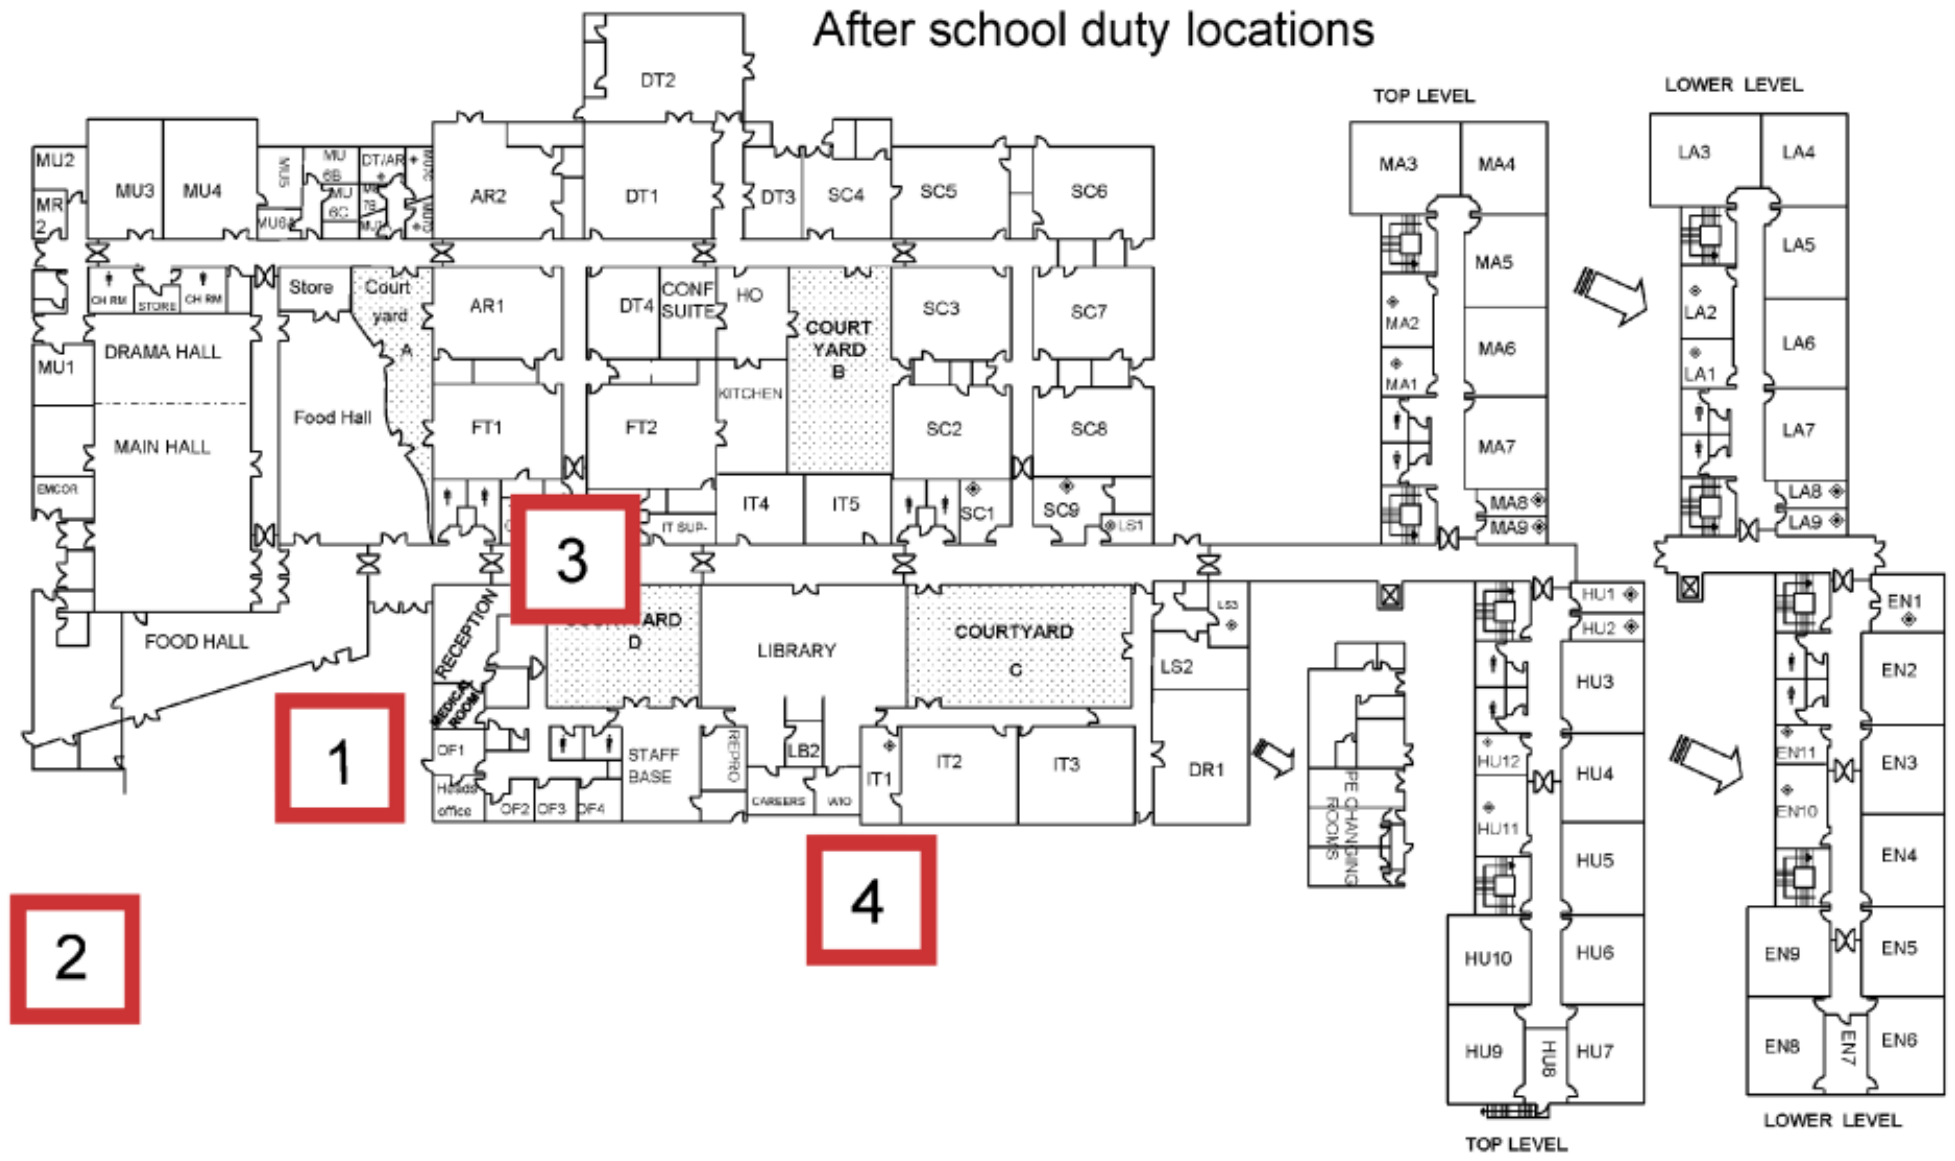 After school duty locations
TOP LEVEL
LOWER LEVEL
DT2
MU2
MU3
MU4
MU5
MU
6B
DT/AR
MR
2
MU
6C
AR2
DT1
DT3
SC4
SC5
SC6
MA3
MA4
LA3
LA4
CH RM
STORE
CH RM
Store
Court
yard
A
AR1
DT4
CONF
SUITE
HO
COURT
YARD
B
SC3
SC7
MA5
LA5
MA2
MA6
LA2
LA6
MA1
LA1
DRAMA HALL
MU1
MAIN HALL
Food Hall
FT1
FT2
KITCHEN
SC2
SC8
MA7
LA7
EMCOR
IT SUP-
IT4
IT5
SC1
SC9
LS1
MA8
MA9
LA8
LA9
3
FOOD HALL
RECEPTION
MEDICAL
ROOM
D
LIBRARY
COURTYARD
C
LS3
LS2
HU1
HU2
HU3
EN1
EN2
1
OF1
Heads
office
OF2
OF3
OF4
STAFF
BASE
REPRO
LB2
CAREERS
IT1
IT2
IT3
DR1
PE CHANGING
ROOMS
HU12
HU4
HU11
HU5
EN11
EN3
EN10
EN4
2
4
HU10
HU6
EN9
EN5
HU9
HU8
HU7
EN8
EN7
EN6
TOP LEVEL
LOWER LEVEL